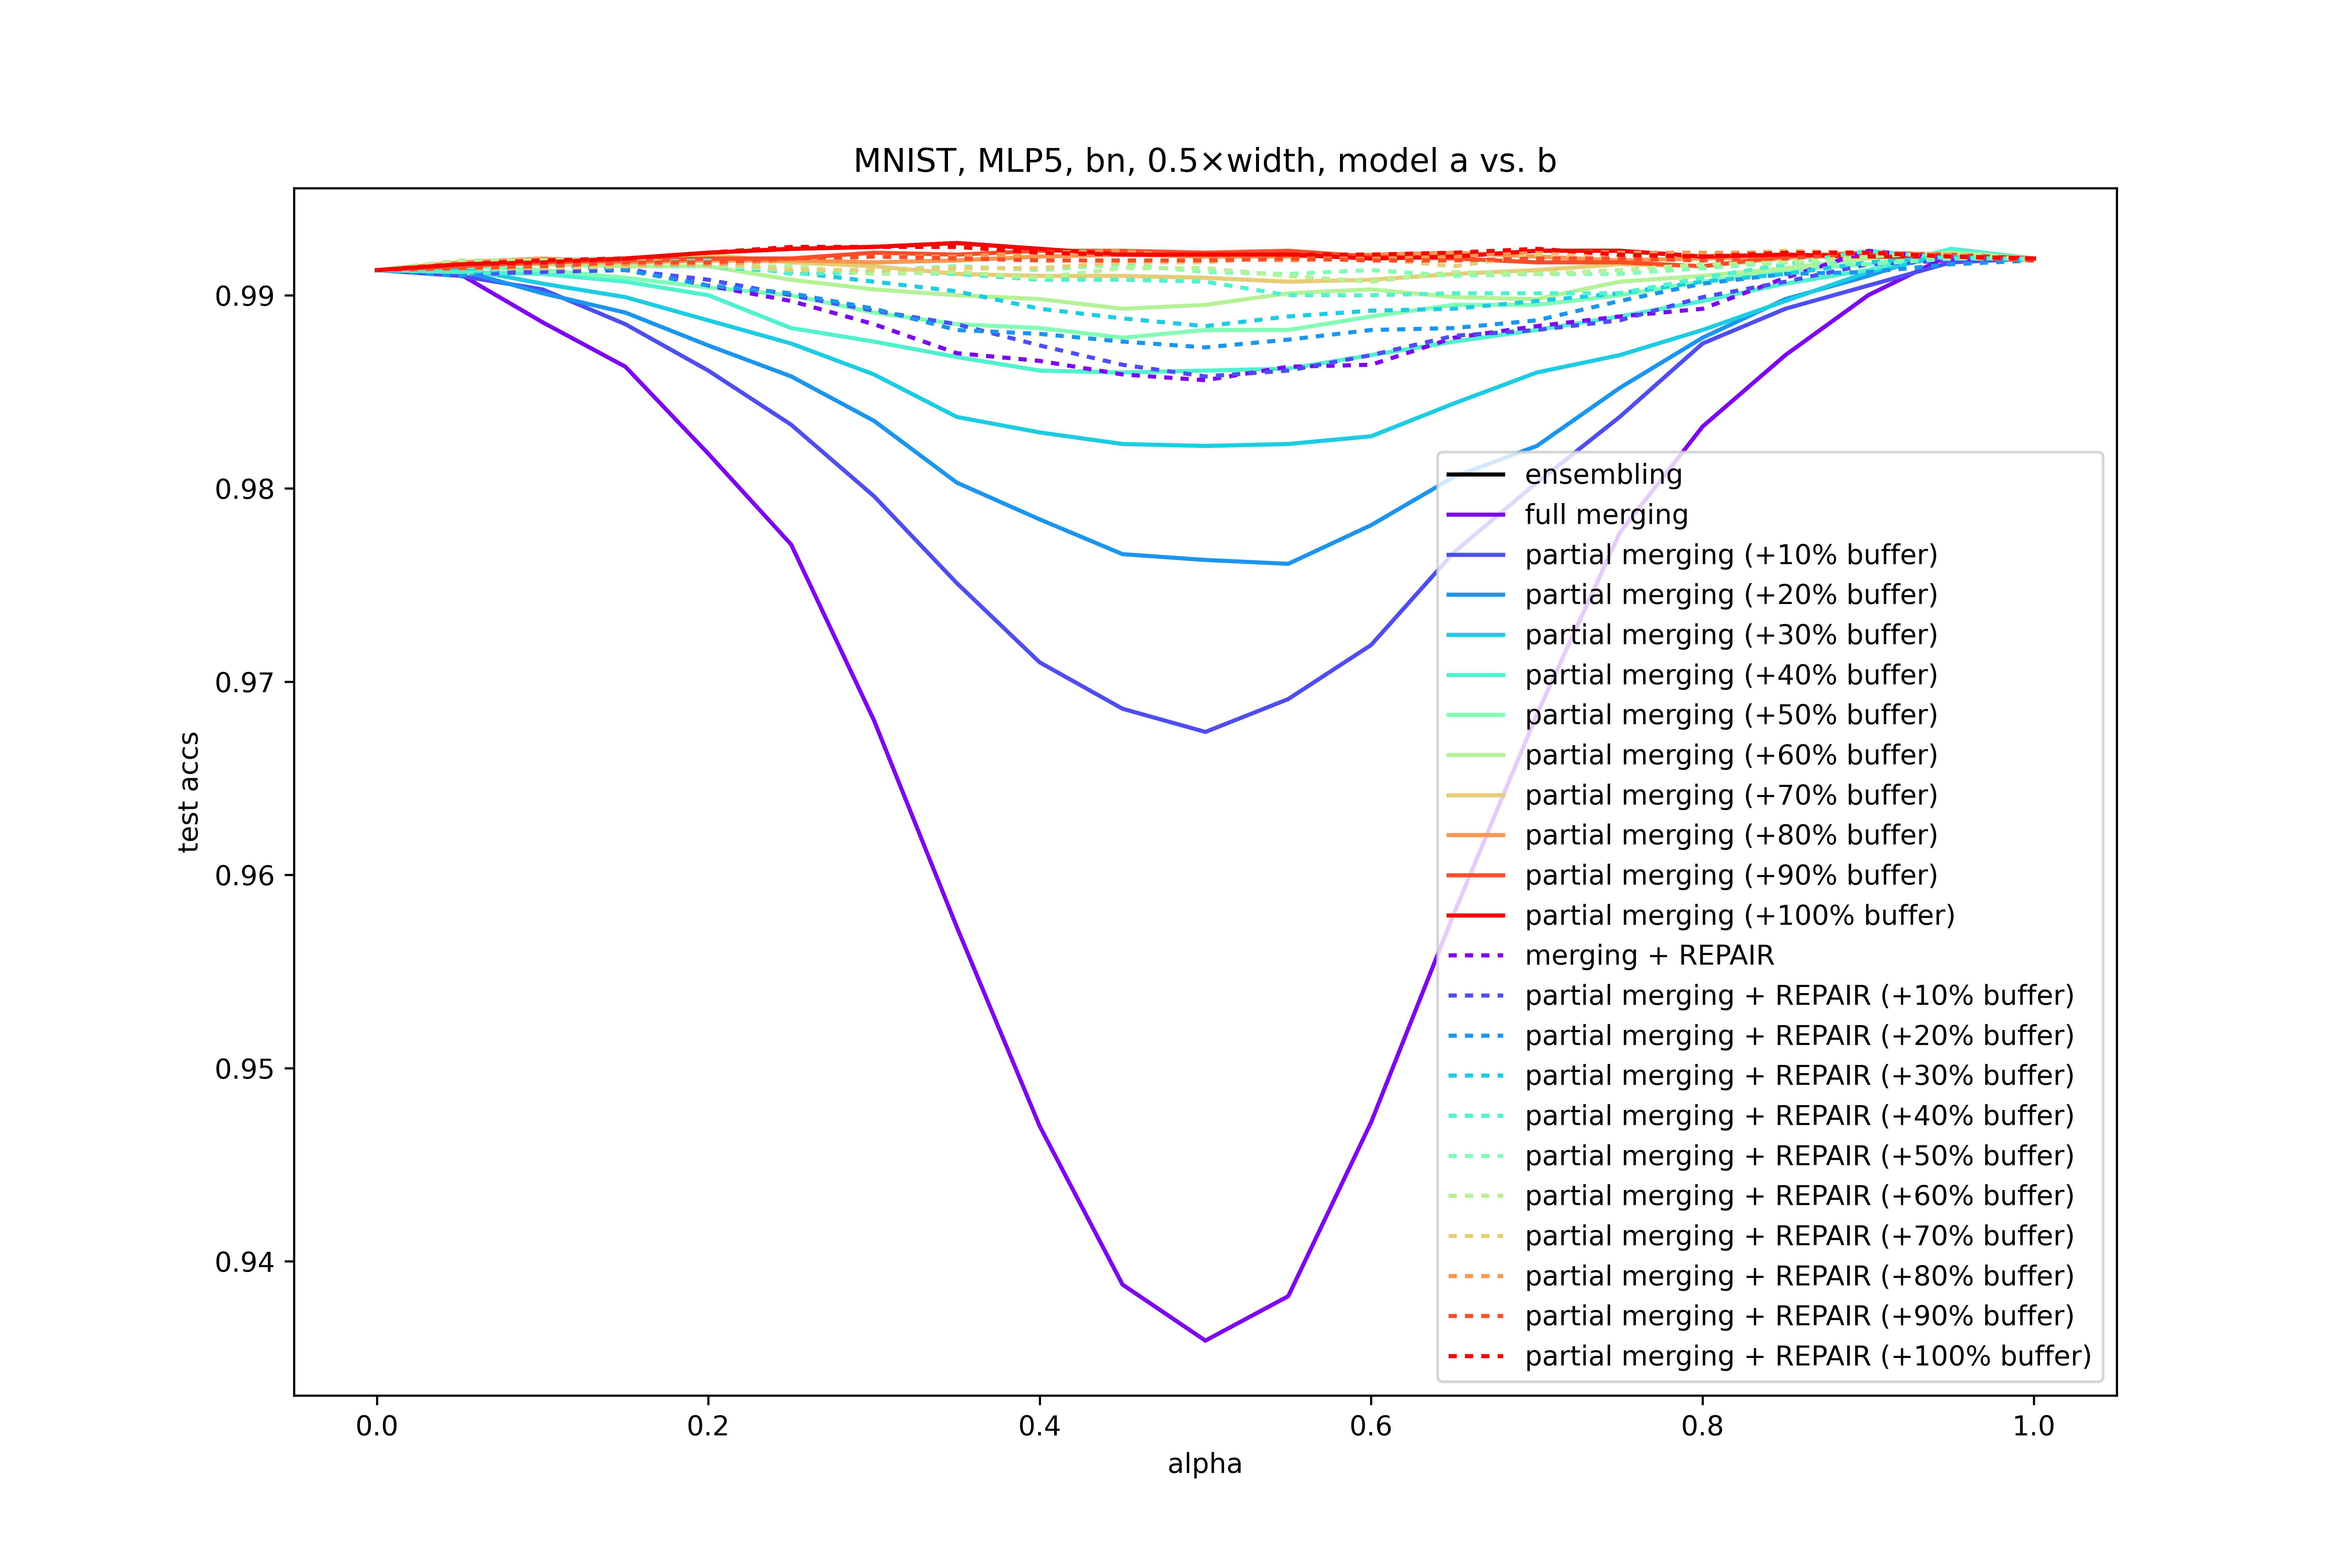 MNIST, MLP5, bn, 0.5×width, model a vs. b
test accs
0.99
0.98
0.97
0.96
0.95
0.94
ensembling
full merging
partial merging (+10% buffer)
partial merging (+20% buffer)
partial merging (+30% buffer)
partial merging (+40% buffer)
partial merging (+50% buffer)
partial merging (+60% buffer)
partial merging (+70% buffer)
partial merging (+80% buffer)
partial merging (+90% buffer)
partial merging (+100% buffer)
merging + REPAIR
partial merging + REPAIR (+10% buffer)
partial merging + REPAIR (+20% buffer)
partial merging + REPAIR (+30% buffer)
partial merging + REPAIR (+40% buffer)
partial merging + REPAIR (+50% buffer)
partial merging + REPAIR (+60% buffer)
partial merging + REPAIR (+70% buffer)
partial merging + REPAIR (+80% buffer)
partial merging + REPAIR (+90% buffer)
partial merging + REPAIR (+100% buffer)
0.0 0.2 0.4 0.6 0.8 1.0
alpha